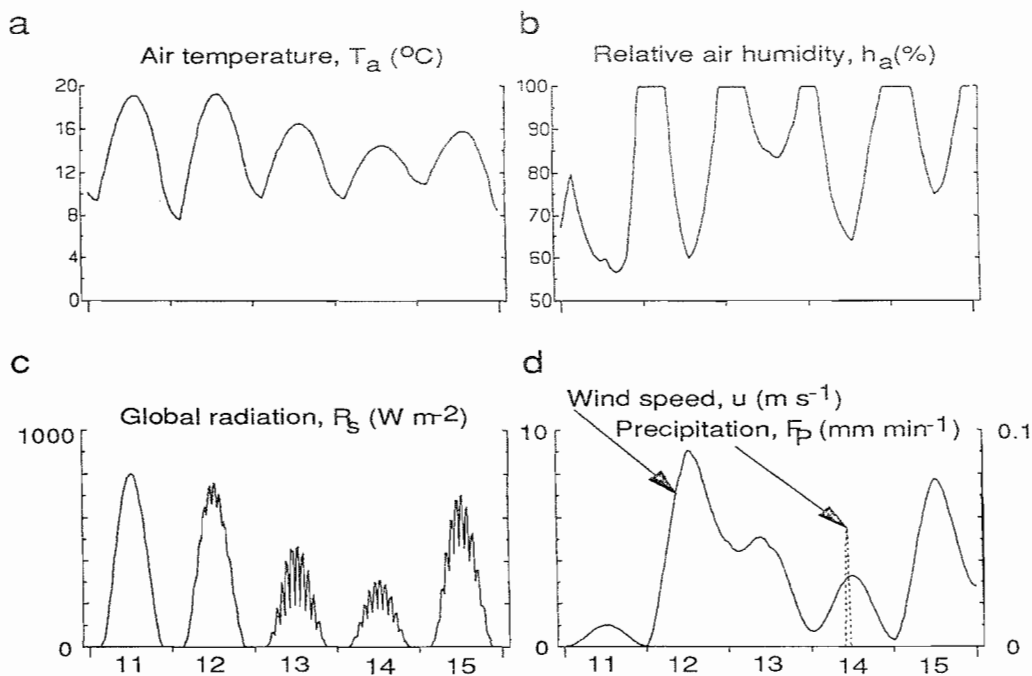 a
Air temperature, Ta (°C)
20
16
12
8
4
0
b
Relative air humidity, ha(%)
100
90
80
70
60
50
c
Global radiation, Rs (W m-2)
1000
0
11 12 13 14 15
d
Wind speed, u (m s-1)
Precipitation, Fp (mm min-1)
10
0
0.1
0
11 12 13 14 15